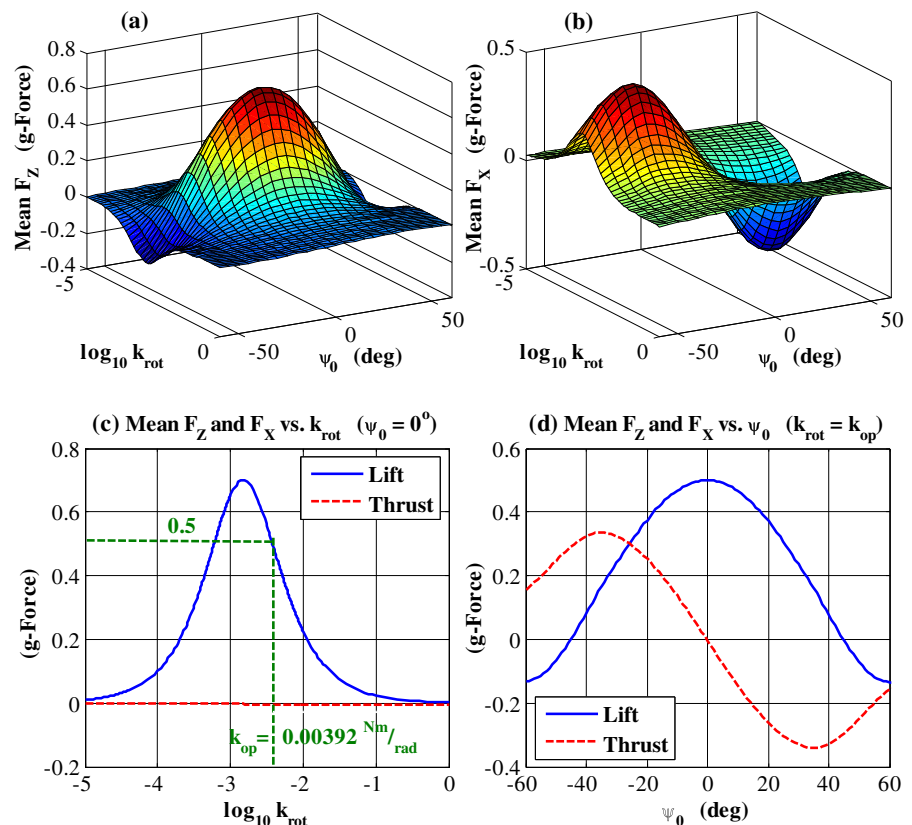 (a)
Mean F_Z (g-Force)
0.8
0.6
0.4
0.2
0
-0.2
-0.4
-5
0
log10 k_rot
-50
0
50
ψ_0 (deg)
(b)
Mean F_X (g-Force)
0.5
0
-0.5
-5
0
log10 k_rot
-50
0
50
ψ_0 (deg)
(c) Mean F_Z and F_X vs. k_rot (ψ_0 = 0°)
(g-Force)
0.8
0.6
0.4
0.2
0
-0.2
Lift
Thrust
0.5
k_op= 0.00392 Nm/rad
-5
-4
-3
-2
-1
0
log10 k_rot
(d) Mean F_Z and F_X vs. ψ_0 (k_rot = k_op)
(g-Force)
0.6
0.4
0.2
0
-0.2
-0.4
Lift
Thrust
-60
-40
-20
0
20
40
60
ψ_0 (deg)